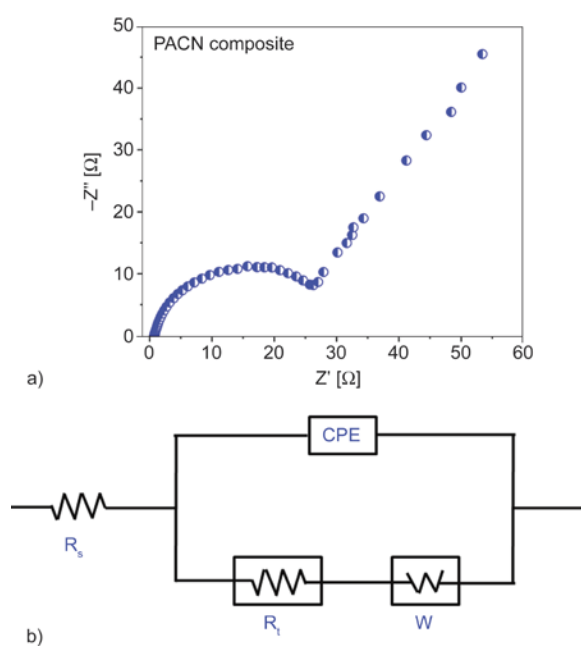 PACN composite
50
40
30
20
10
0
–Z" [Ω]
0 10 20 30 40 50 60
Z' [Ω]
a)
CPE
Rs
Rt
W
b)